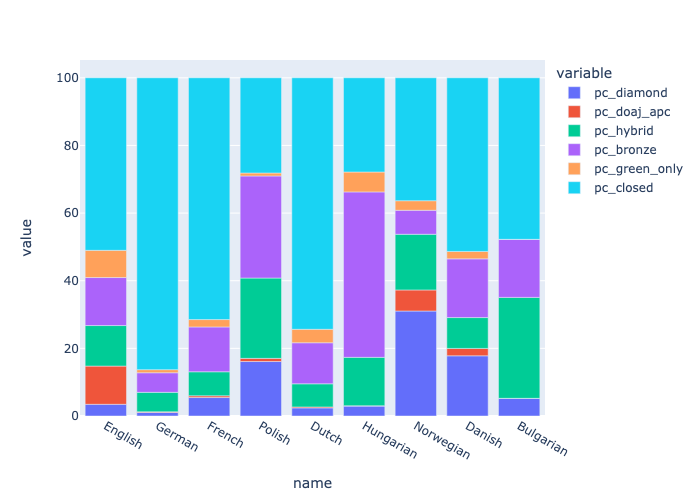 variable
pc_diamond
pc_doaj_apc
pc_hybrid
pc_bronze
pc_green_only
pc_closed
value
100
80
60
40
20
0
English
German
French
Polish
Dutch
Hungarian
Norwegian
Danish
Bulgarian
name